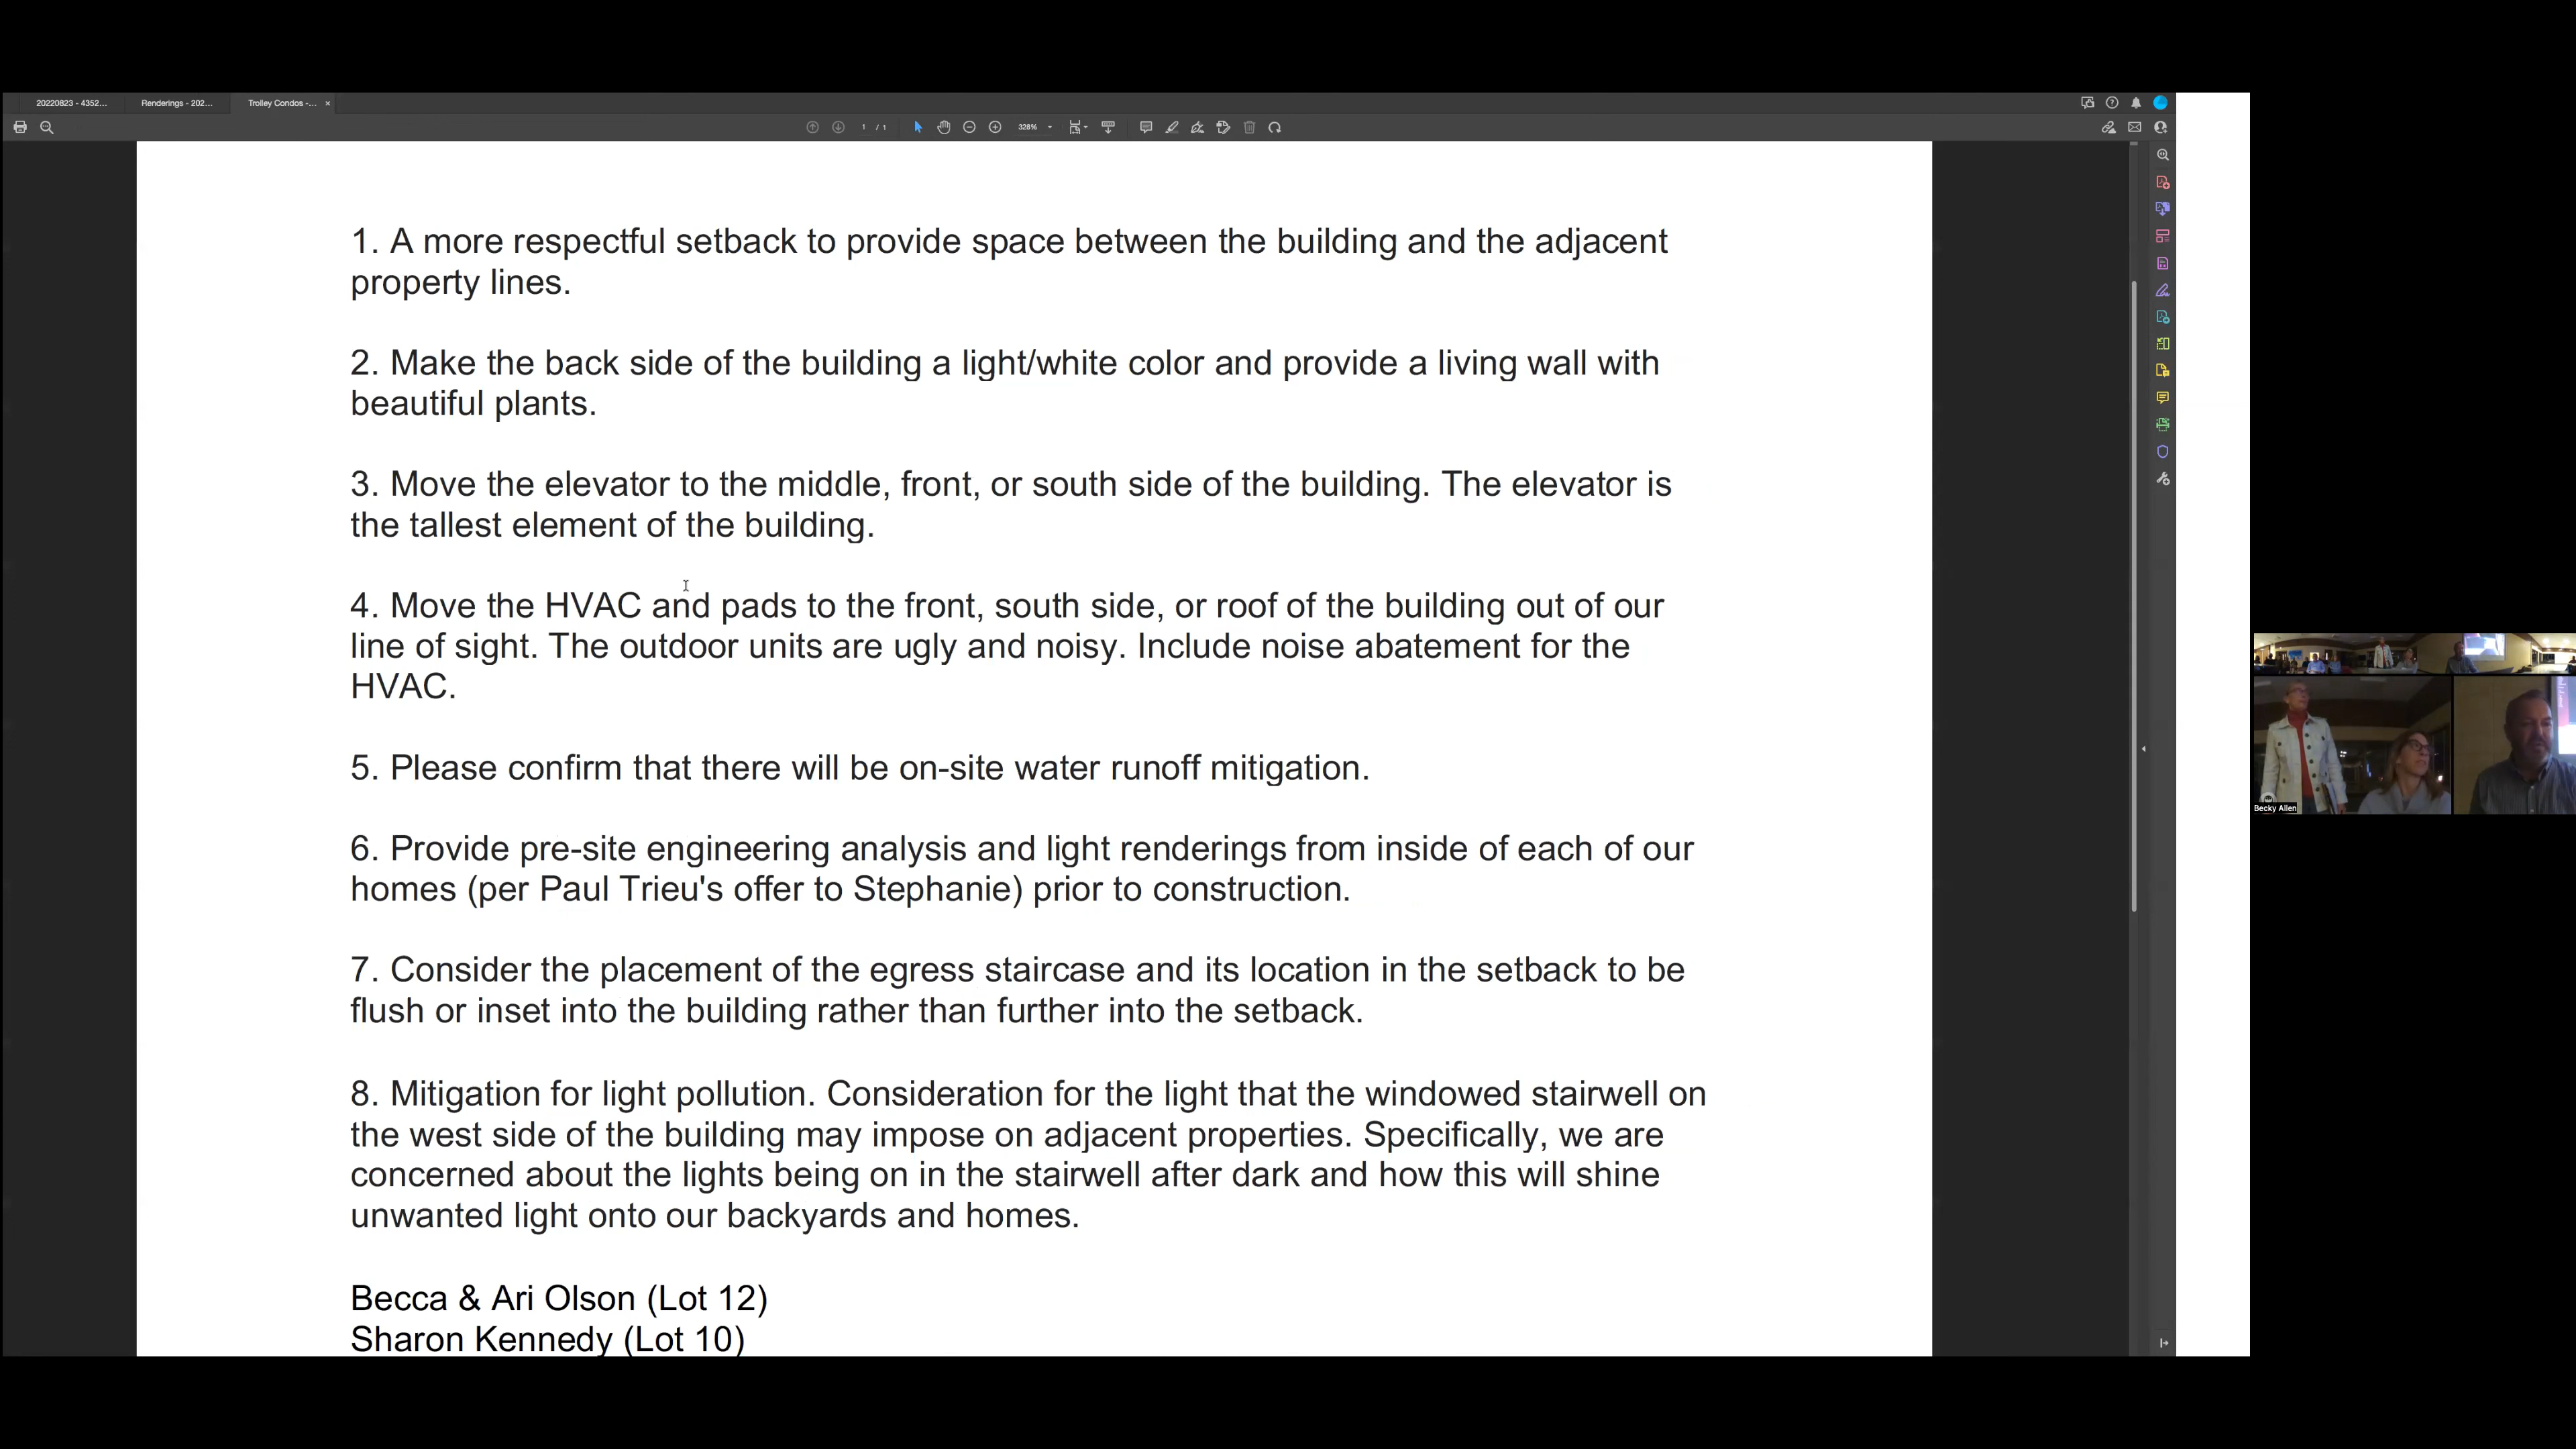 20220823 - 4352...
Renderings - 202...
Trolley Condos -...
1 / 1
328%
1. A more respectful setback to provide space between the building and the adjacent
property lines.
2. Make the back side of the building a light/white color and provide a living wall with
beautiful plants.
3. Move the elevator to the middle, front, or south side of the building. The elevator is
the tallest element of the building.
4. Move the HVAC and pads to the front, south side, or roof of the building out of our
line of sight. The outdoor units are ugly and noisy. Include noise abatement for the
HVAC.
5. Please confirm that there will be on-site water runoff mitigation.
6. Provide pre-site engineering analysis and light renderings from inside of each of our
homes (per Paul Trieu's offer to Stephanie) prior to construction.
7. Consider the placement of the egress staircase and its location in the setback to be
flush or inset into the building rather than further into the setback.
8. Mitigation for light pollution. Consideration for the light that the windowed stairwell on
the west side of the building may impose on adjacent properties. Specifically, we are
concerned about the lights being on in the stairwell after dark and how this will shine
unwanted light onto our backyards and homes.
Becca & Ari Olson (Lot 12)
Sharon Kennedy (Lot 10)
Becky Allen